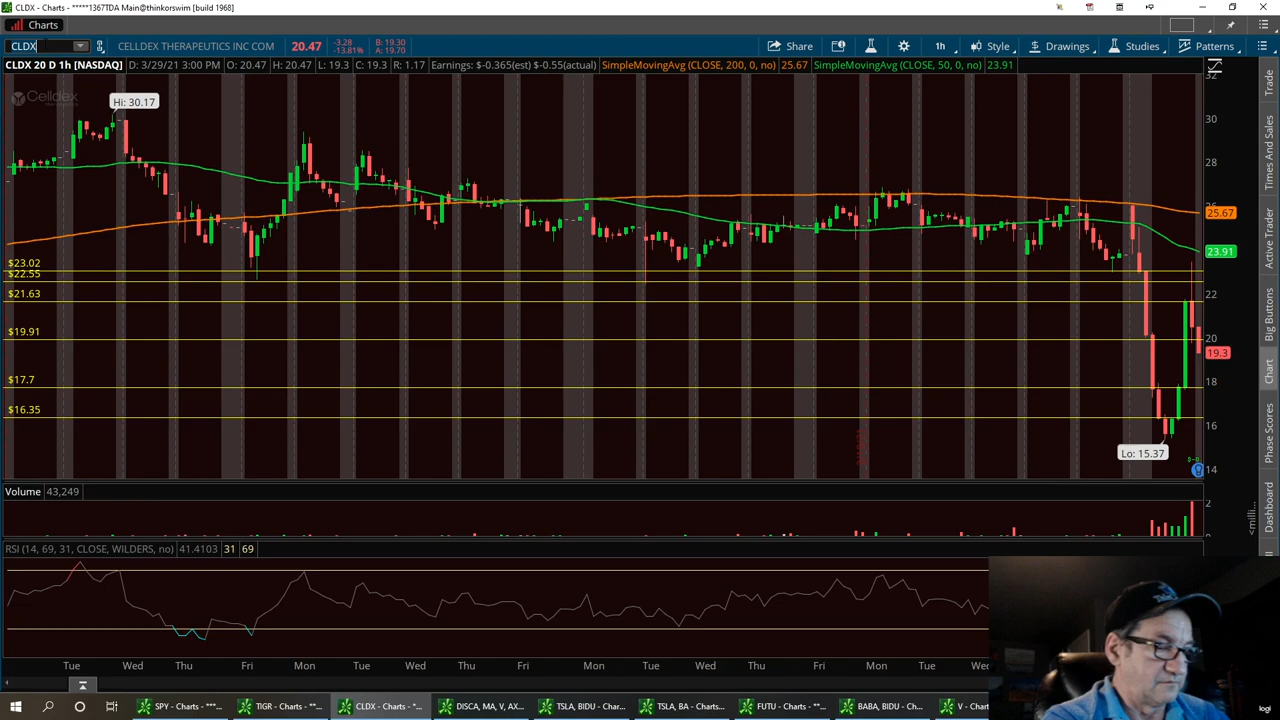 CLDX - Charts - *****1367TDA Main@thinkorswim [build 1968]
Charts
CLDX CELLDEX THERAPEUTICS INC COM 20.47 -3.28 -13.81% B: 19.30 A: 19.70 Share 1h Style Drawings Studies Patterns
CLDX 20 D 1h [NASDAQ] D: 3/29/21 3:00 PM O: 20.47 H: 20.47 L: 19.3 C: 19.3 R: 1.17 Earnings: $-0.365(est) $-0.55(actual) SimpleMovingAvg (CLOSE, 200, 0, no) 25.67 SimpleMovingAvg (CLOSE, 50, 0, no) 23.91
32
Celldex
Hi: 30.17
30
28
26
25.67
23.91
$23.02
$22.55
$21.63
22
$19.91
20
19.3
$17.7
18
$16.35
16
Lo: 15.37
14
Volume 43,249
2
0
<milli...
RSI (14, 69, 31, CLOSE, WILDERS, no) 41.4103 31 69
Tue Wed Thu Fri Mon Tue Wed Thu Fri Mon Tue Wed Thu Fri Mon Tue We
Trade
Times And Sales
Active Trader
Big Buttons
Chart
Phase Scores
Dashboard
SPY - Charts - ***... TIGR - Charts - **... CLDX - Charts - *... DISCA, MA, V, AX... TSLA, BIDU - Char... TSLA, BA - Charts... FUTU - Charts - **... BABA, BIDU - Char... V - Charts
logi